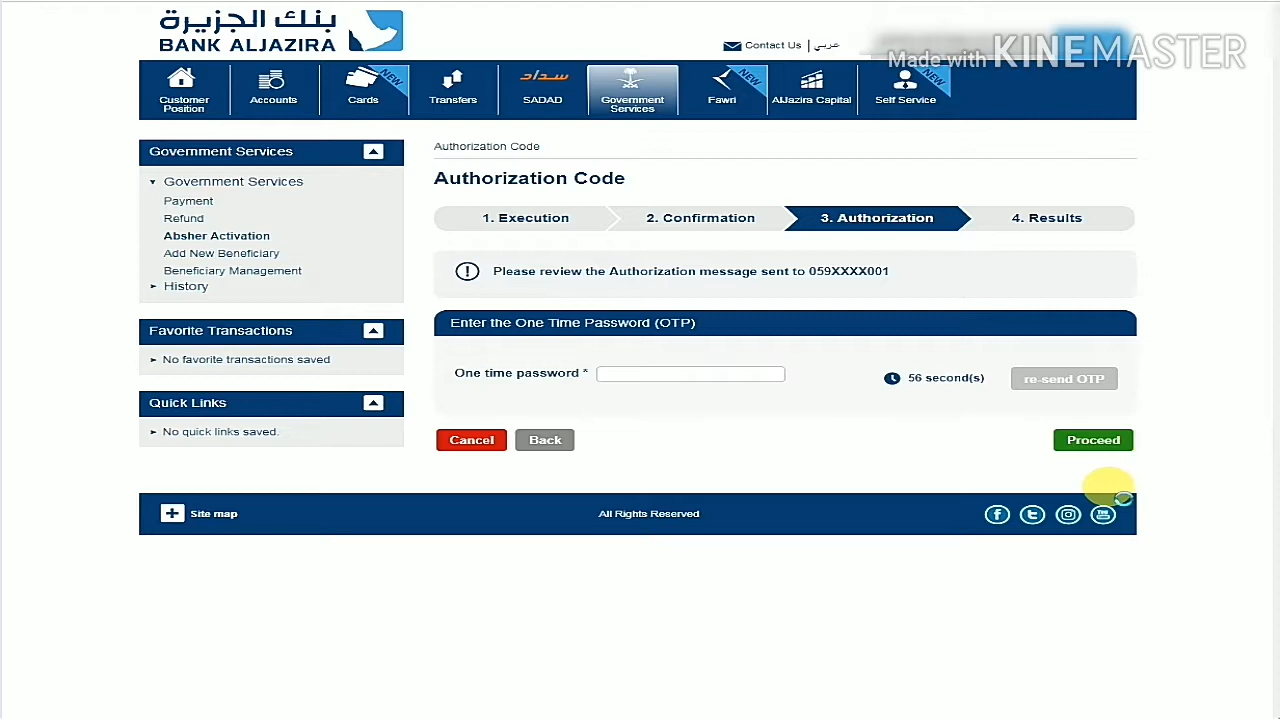 بنك الجزيرة
BANK ALJAZIRA
Contact Us | عربي
Made with KINEMASTER
Customer Position
Accounts
Cards NEW
Transfers
سداد SADAD
Government Services
Fawri NEW
AlJazira Capital
Self Service NEW
Government Services
Government Services
Payment
Refund
Absher Activation
Add New Beneficiary
Beneficiary Management
History
Favorite Transactions
No favorite transactions saved
Quick Links
No quick links saved.
Authorization Code
Authorization Code
1. Execution 2. Confirmation 3. Authorization 4. Results
Please review the Authorization message sent to 059XXXX001
Enter the One Time Password (OTP)
One time password * 56 second(s) re-send OTP
Cancel Back Proceed
Site map All Rights Reserved